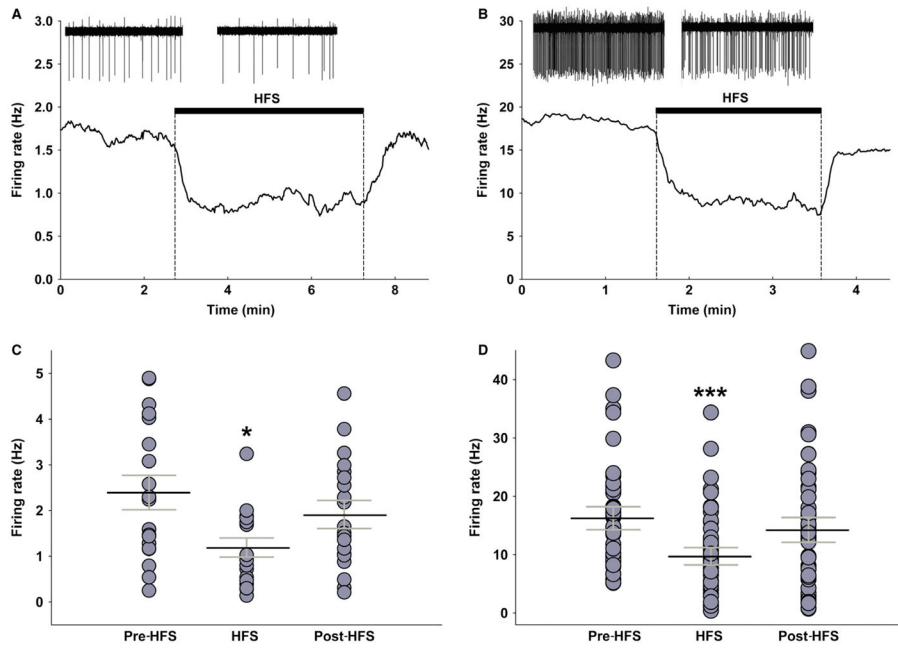 A
3.0
2.5
2.0
1.5
1.0
0.5
0.0
Firing rate (Hz)
HFS
0 2 4 6 8
Time (min)
B
30
25
20
15
10
5
0
Firing rate (Hz)
HFS
0 1 2 3 4
Time (min)
C
5
4
3
2
1
0
Firing rate (Hz)
*
Pre-HFS HFS Post-HFS
D
40
30
20
10
0
Firing rate (Hz)
***
Pre-HFS HFS Post-HFS